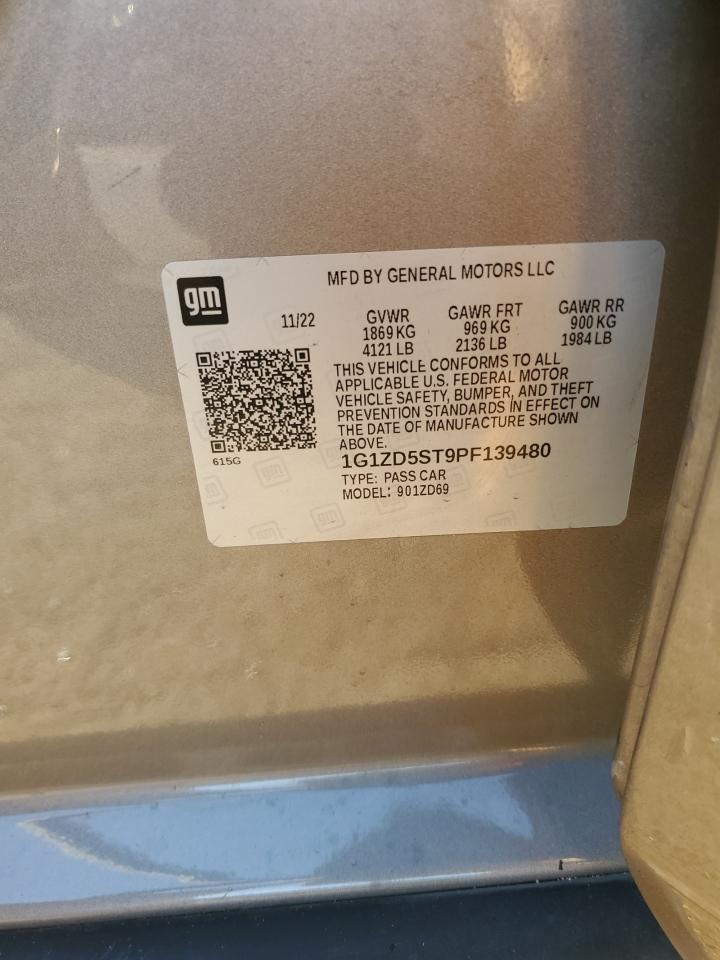 gm
MFD BY GENERAL MOTORS LLC
11/22
GVWR GAWR FRT GAWR RR
1869 KG 969 KG 900 KG
4121 LB 2136 LB 1984 LB
THIS VEHICLE CONFORMS TO ALL
APPLICABLE U.S. FEDERAL MOTOR
VEHICLE SAFETY, BUMPER, AND THEFT
PREVENTION STANDARDS IN EFFECT ON
THE DATE OF MANUFACTURE SHOWN
ABOVE.
615G
1G1ZD5ST9PF139480
TYPE: PASS CAR
MODEL: 901ZD69